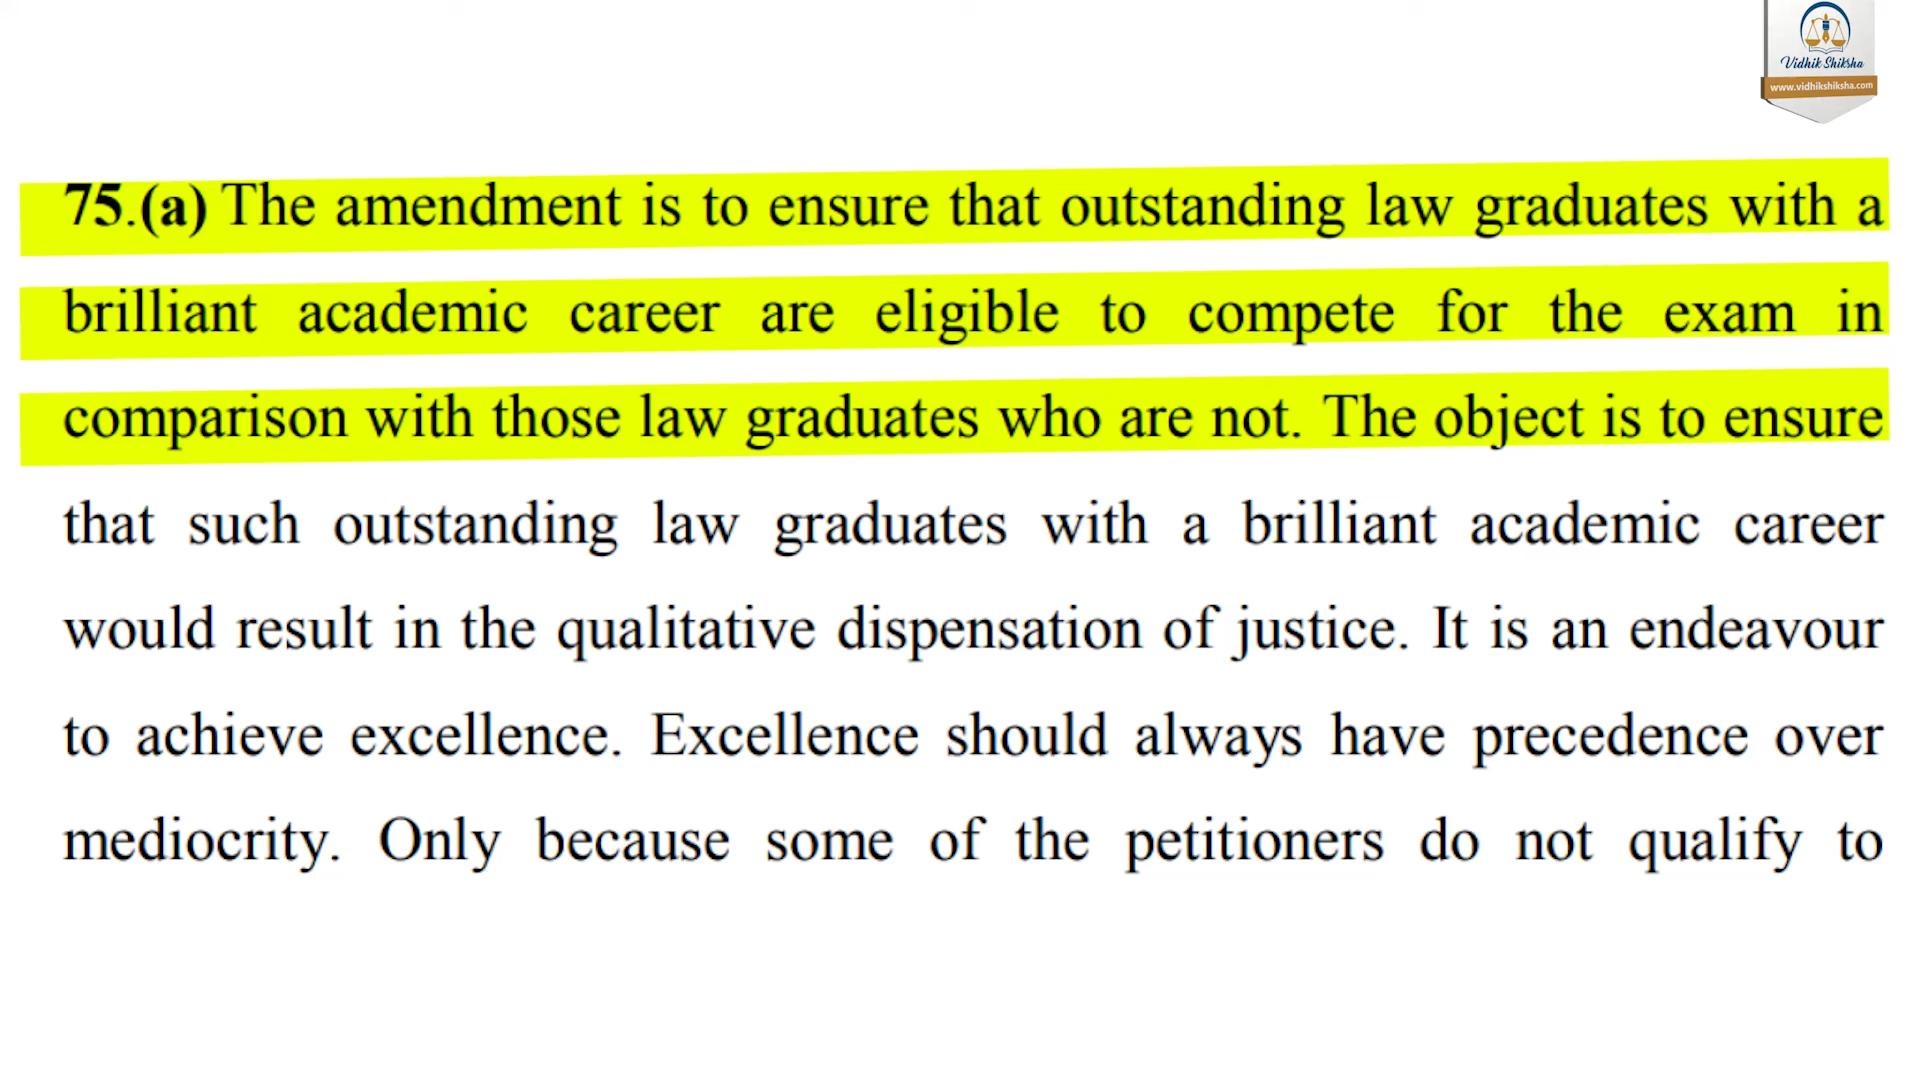 Vidhik Shiksha
www.vidhikshiksha.com
75.(a) The amendment is to ensure that outstanding law graduates with a
brilliant academic career are eligible to compete for the exam in
comparison with those law graduates who are not. The object is to ensure
that such outstanding law graduates with a brilliant academic career
would result in the qualitative dispensation of justice. It is an endeavour
to achieve excellence. Excellence should always have precedence over
mediocrity. Only because some of the petitioners do not qualify to